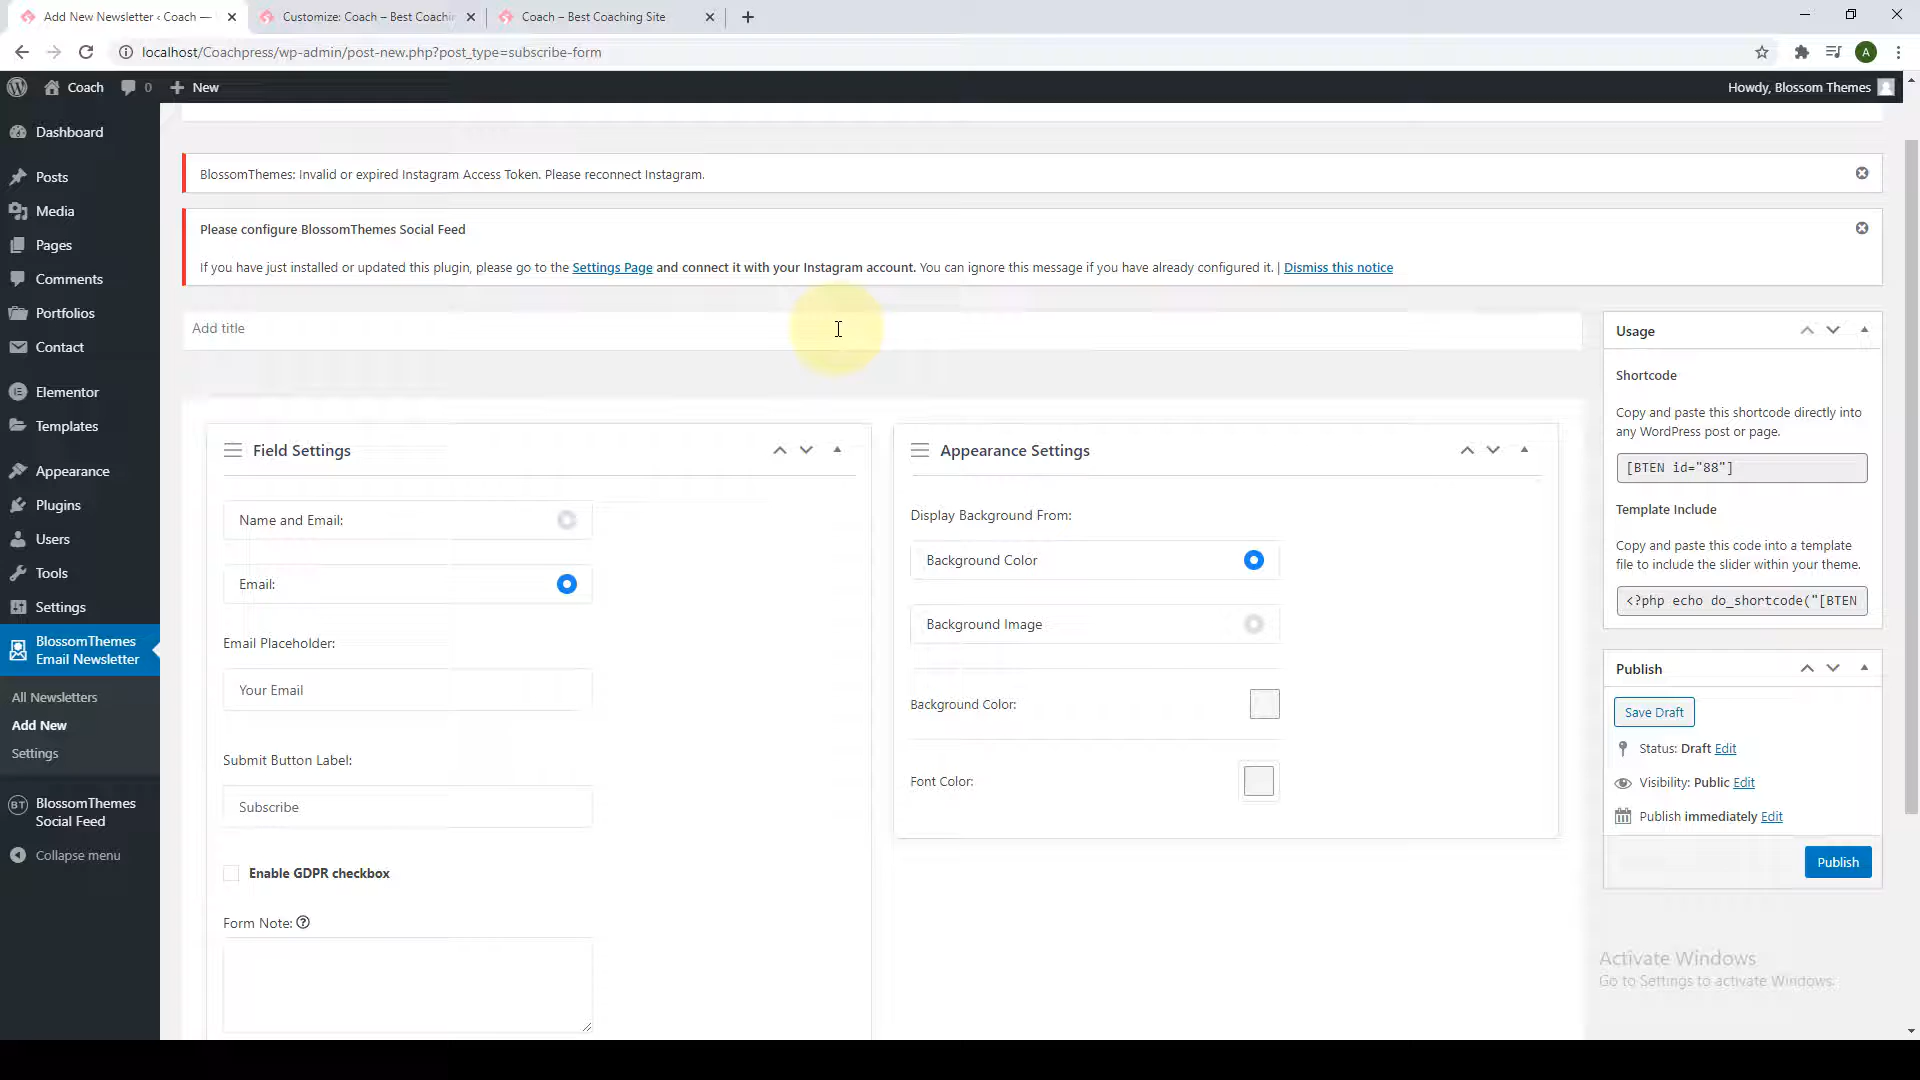 Add New Newsletter ‹ Coach —
Customize: Coach – Best Coachin
Coach – Best Coaching Site
localhost/Coachpress/wp-admin/post-new.php?post_type=subscribe-form
A
Coach
0
New
Howdy, Blossom Themes
Dashboard
Posts
Media
Pages
Comments
Portfolios
Contact
Elementor
Templates
Appearance
Plugins
Users
Tools
Settings
BlossomThemes
Email Newsletter
All Newsletters
Add New
Settings
BT
BlossomThemes
Social Feed
Collapse menu
BlossomThemes: Invalid or expired Instagram Access Token. Please reconnect Instagram.
Please configure BlossomThemes Social Feed
If you have just installed or updated this plugin, please go to the Settings Page and connect it with your Instagram account. You can ignore this message if you have already configured it. | Dismiss this notice
Add title
Field Settings
Name and Email:
Email:
Email Placeholder:
Your Email
Submit Button Label:
Subscribe
Enable GDPR checkbox
Form Note:
Appearance Settings
Display Background From:
Background Color
Background Image
Background Color:
Font Color:
Usage
Shortcode
Copy and paste this shortcode directly into
any WordPress post or page.
[BTEN id="88"]
Template Include
Copy and paste this code into a template
file to include the slider within your theme.
<?php echo do_shortcode("[BTEN
Publish
Save Draft
Status: Draft Edit
Visibility: Public Edit
Publish immediately Edit
Publish
Activate Windows
Go to Settings to activate Windows.